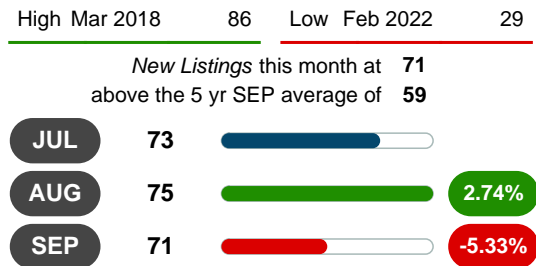 High Mar 2018 86 Low Feb 2022 29
New Listings this month at 71
above the 5 yr SEP average of 59
JUL 73
AUG 75 2.74%
SEP 71 -5.33%